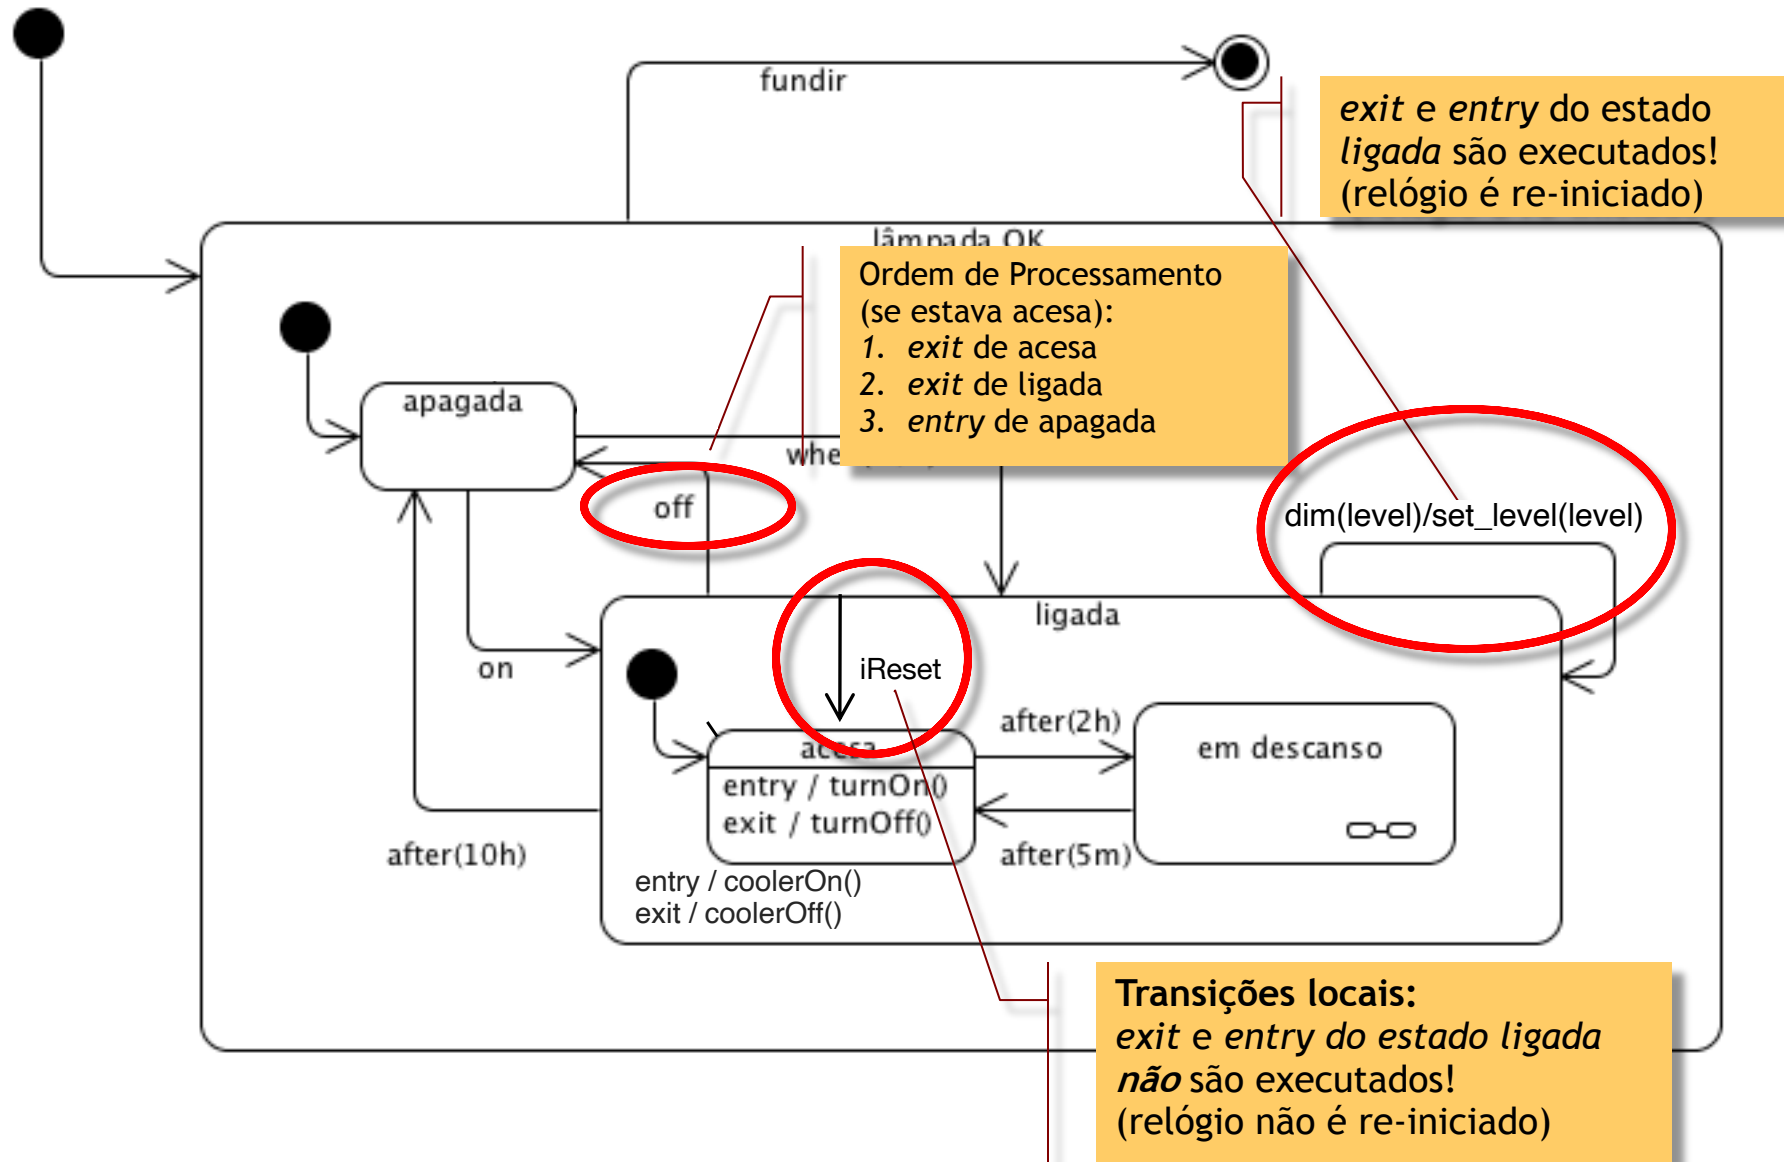 fundir
exit e entry do estado
ligada são executados!
(relógio é re-iniciado)
lâmpada OK
Ordem de Processamento
(se estava acesa):
1. exit de acesa
2. exit de ligada
3. entry de apagada
apagada
off
dim(level)/set_level(level)
ligada
on
iReset
after(2h)
acesa
em descanso
entry / turnOn()
exit / turnOff()
after(10h)
after(5m)
entry / coolerOn()
exit / coolerOff()
Transições locais:
exit e entry do estado ligada
não são executados!
(relógio não é re-iniciado)